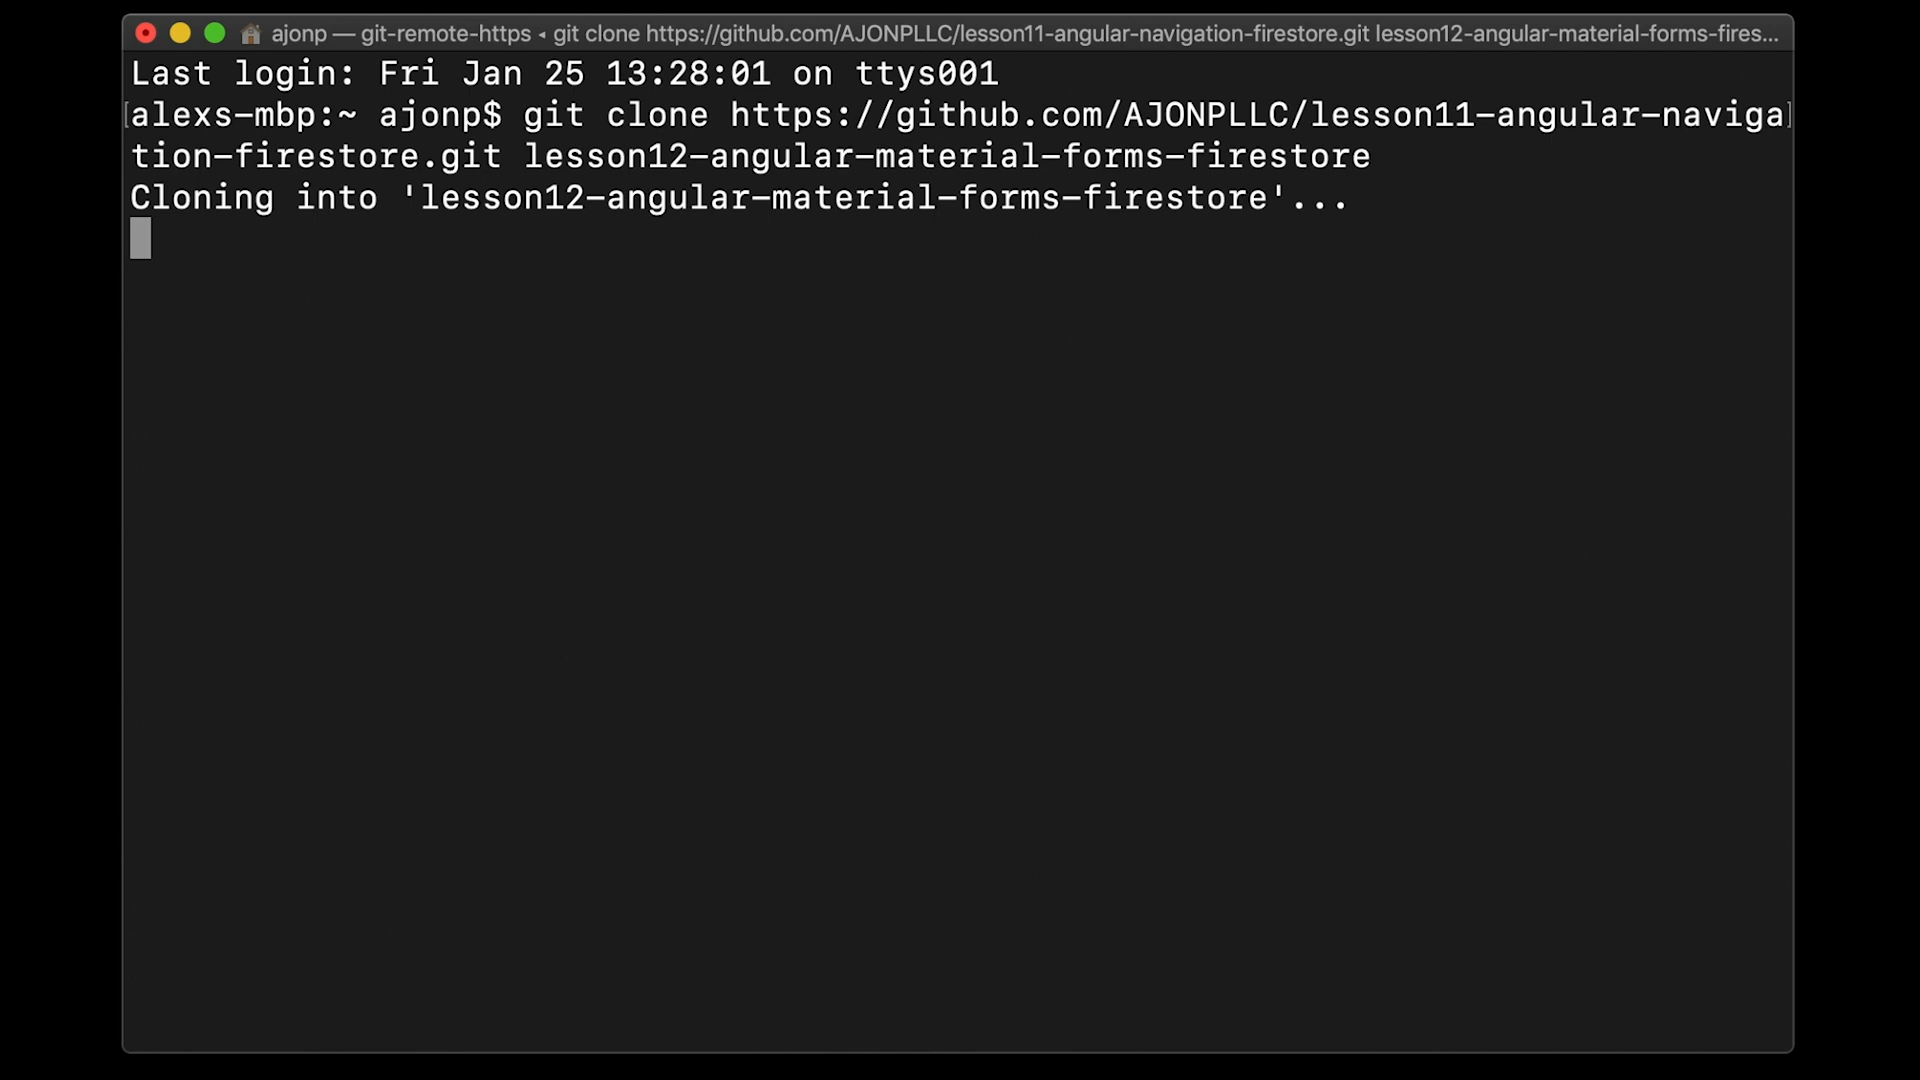 ajonp — git-remote-https ◂ git clone https://github.com/AJONPLLC/lesson11-angular-navigation-firestore.git lesson12-angular-material-forms-fires...
Last login: Fri Jan 25 13:28:01 on ttys001
[alexs-mbp:~ ajonp$ git clone https://github.com/AJONPLLC/lesson11-angular-naviga]
tion-firestore.git lesson12-angular-material-forms-firestore
Cloning into 'lesson12-angular-material-forms-firestore'...